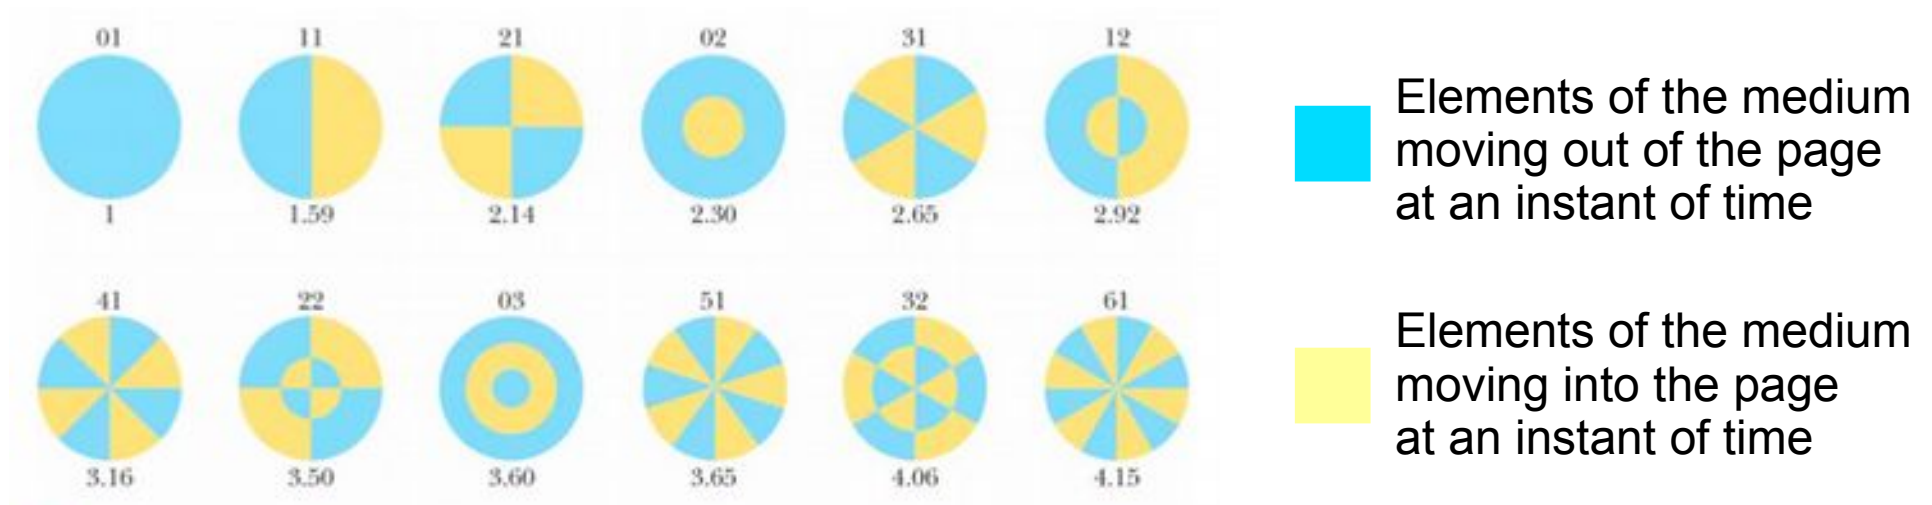 01 11 21 02 31 12
1 1.59 2.14 2.30 2.65 2.92
41 22 03 51 32 61
3.16 3.50 3.60 3.65 4.06 4.15
Elements of the medium
moving out of the page
at an instant of time
Elements of the medium
moving into the page
at an instant of time